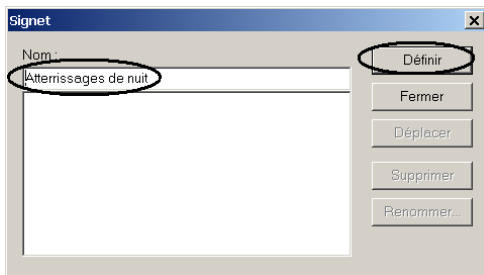 Signet
Nom :
Atterrissages de nuit
Définir
Fermer
Déplacer
Supprimer
Renommer...